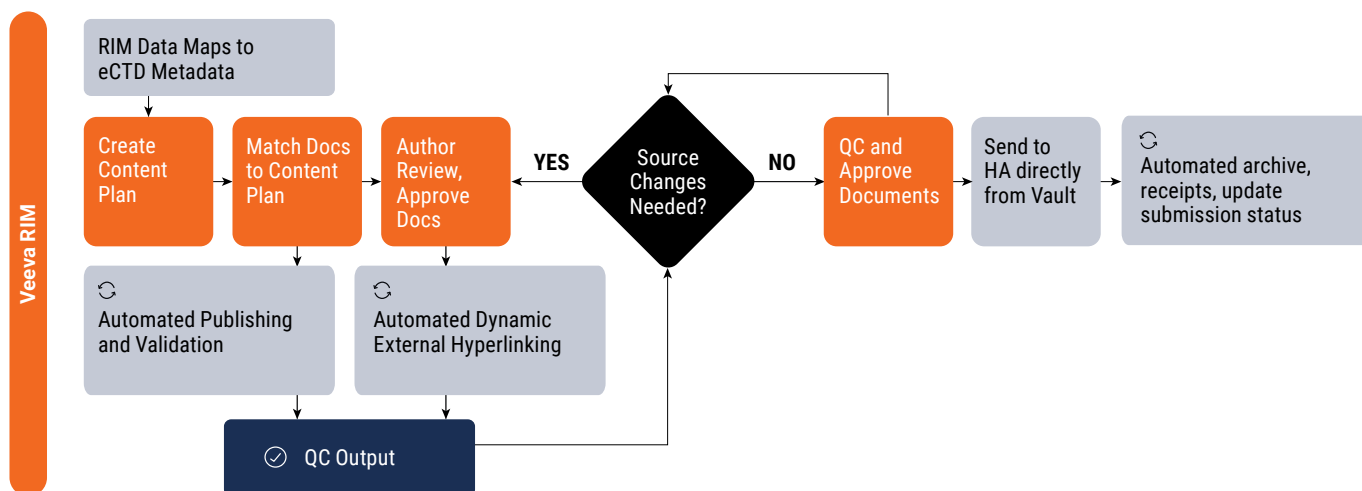 Veeva RIM
RIM Data Maps to
eCTD Metadata
Create
Content
Plan
Match Docs
to Content
Plan
Author
Review,
Approve
Docs
YES
Source
Changes
Needed?
NO
QC and
Approve
Documents
Send to
HA directly
from Vault
Automated archive,
receipts, update
submission status
Automated Publishing
and Validation
Automated Dynamic
External Hyperlinking
QC Output